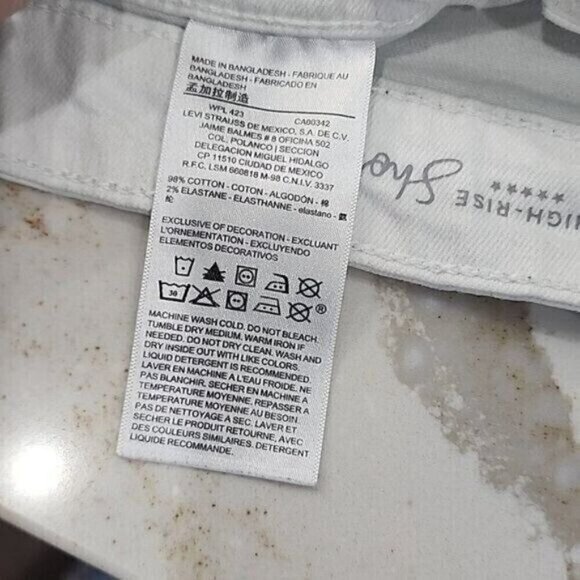 MADE IN BANGLADESH - FABRIQUE AU
BANGLADESH - FABRICADO EN
BANGLADESH
孟加拉制造
WPL 423 CA00342
LEVI STRAUSS DE MEXICO, S.A. DE C.V.
JAIME BALMES # 8 OFICINA 502
COL. POLANCO | SECCION
DELEGACION MIGUEL HIDALGO
CP 11510 CIUDAD DE MEXICO
R.F.C. LSM 660818 M-98 C.N.I.V. 3337
98% COTTON - COTON - ALGODÓN - 棉
2% ELASTANE - ELASTHANNE - elastano - 氨
纶
EXCLUSIVE OF DECORATION - EXCLUANT
L'ORNEMENTATION - EXCLUYENDO
ELEMENTOS DECORATIVOS
30 ®
MACHINE WASH COLD. DO NOT BLEACH.
TUMBLE DRY MEDIUM. WARM IRON IF
NEEDED. DO NOT DRY CLEAN. WASH AND
DRY INSIDE OUT WITH LIKE COLORS.
LIQUID DETERGENT IS RECOMMENDED.
LAVER EN MACHINE A L'EAU FROIDE. NE
PAS BLANCHIR. SECHER EN MACHINE A
TEMPERATURE MOYENNE. REPASSER A
TEMPERATURE MOYENNE AU BESOIN.
PAS DE NETTOYAGE A SEC. LAVER ET
SECHER LE PRODUIT RETOURNE, AVEC
DES COULEURS SIMILAIRES. DETERGENT
LIQUIDE RECOMMANDE.
HIGH-RISE
Sho